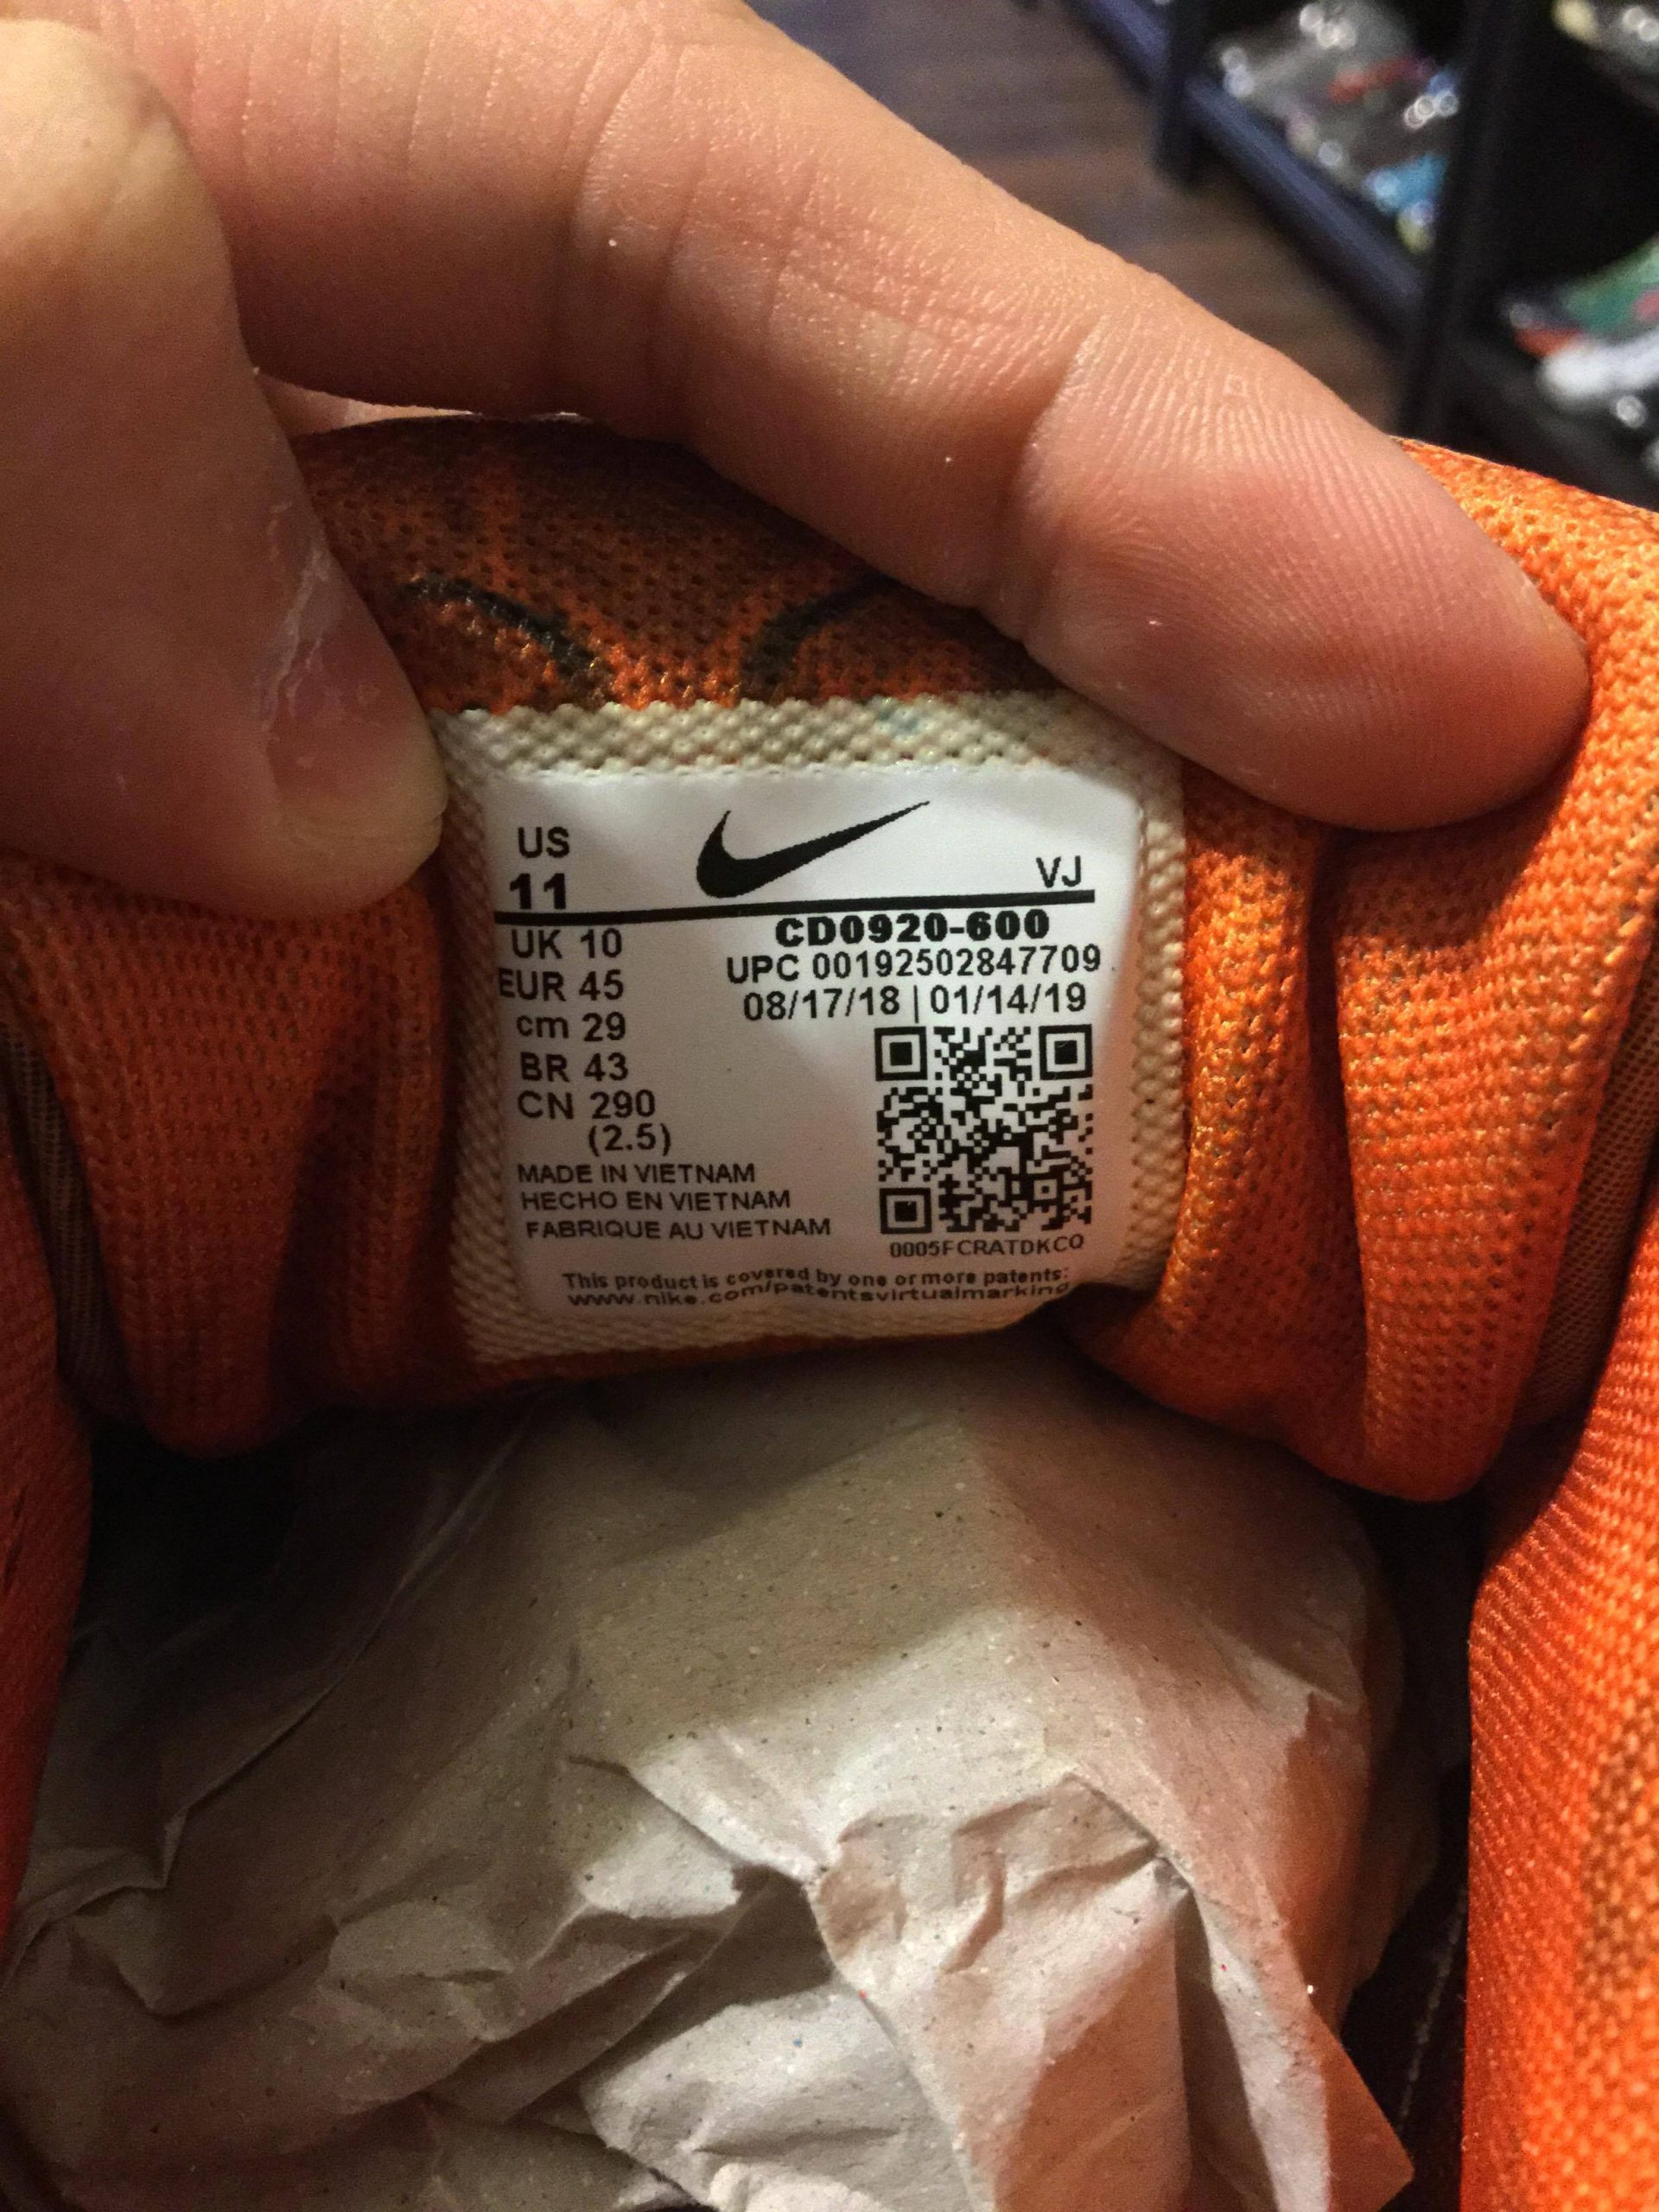 US
11
VJ
UK 10
EUR 45
cm 29
BR 43
CN 290
(2.5)
CD0920-600
UPC 00192502847709
08/17/18 | 01/14/19
MADE IN VIETNAM
HECHO EN VIETNAM
FABRIQUE AU VIETNAM
0005FCRATDKCQ
This product is covered by one or more patents:
www.nike.com/patentsvirtualmarking